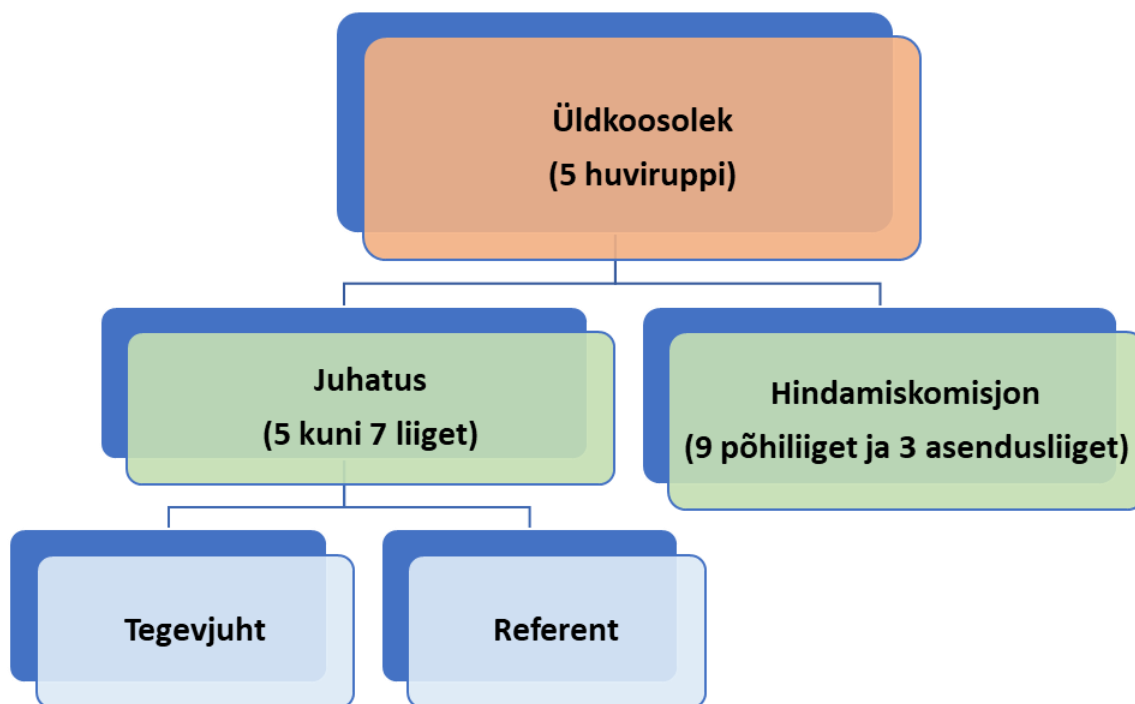 Üldkoosolek
(5 huviruppi)
Juhatus
(5 kuni 7 liiget)
Hindamiskomisjon
(9 põhiliiget ja 3 asendusliiget)
Tegevjuht
Referent